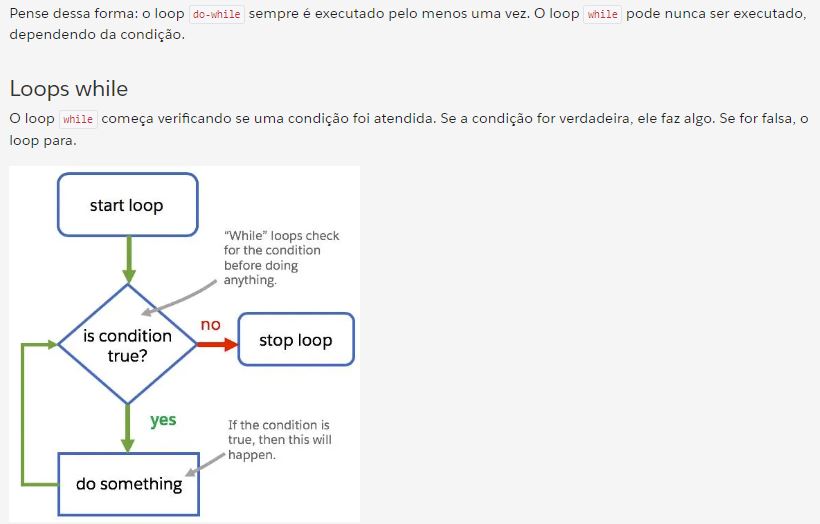 Pense dessa forma: o loop do-while sempre é executado pelo menos uma vez. O loop while pode nunca ser executado,
dependendo da condição.
Loops while
O loop while começa verificando se uma condição foi atendida. Se a condição for verdadeira, ele faz algo. Se for falsa, o
loop para.
start loop
“While” loops check
for the condition
before doing
anything.
is condition
true?
no
stop loop
yes
If the condition is
true, then this will
happen.
do something